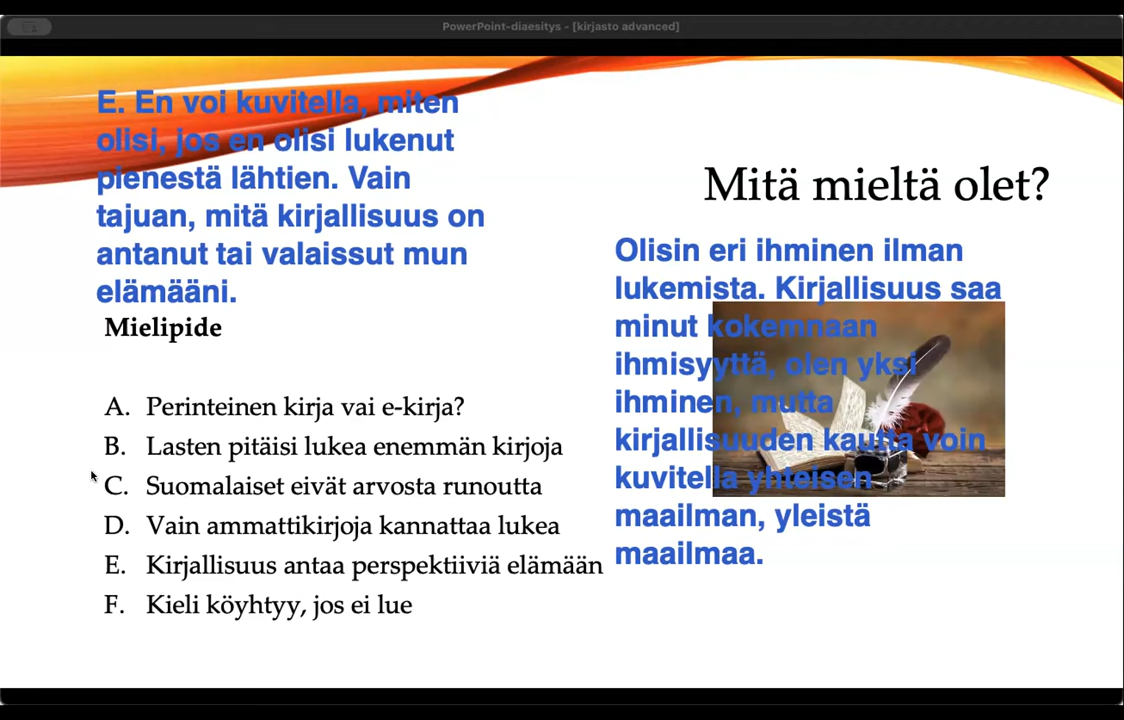 PowerPoint-diaesitys - [kirjasto advanced]
E. En voi kuvitella, miten
olisi, jos en olisi lukenut
pienestä lähtien. Vain
tajuan, mitä kirjallisuus on
antanut tai valaissut mun
elämääni.
Mielipide
A. Perinteinen kirja vai e-kirja?
B. Lasten pitäisi lukea enemmän kirjoja
C. Suomalaiset eivät arvosta runoutta
D. Vain ammattikirjoja kannattaa lukea
E. Kirjallisuus antaa perspektiiviä elämään
F. Kieli köyhtyy, jos ei lue
Mitä mieltä olet?
Olisin eri ihminen ilman
lukemista. Kirjallisuus saa
minut kokemnaan
ihmisyyttä, olen yksi
ihminen, mutta
kirjallisuuden kautta voin
kuvitella yhteisen
maailman, yleistä
maailmaa.